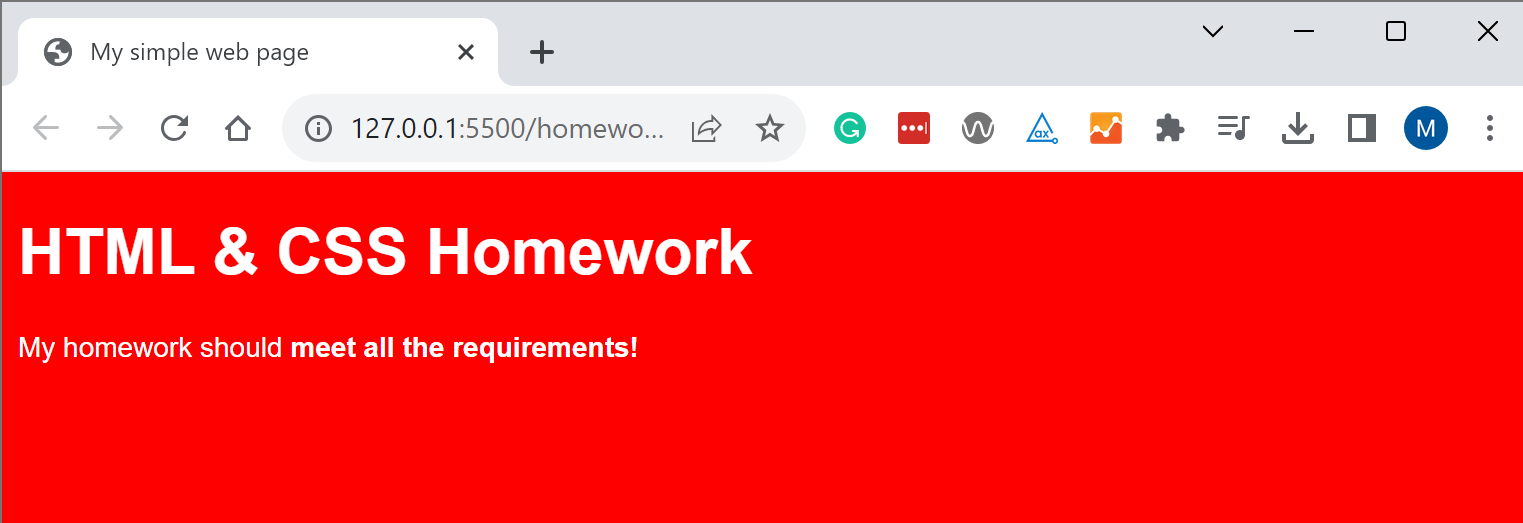 My simple web page
127.0.0.1:5500/homewo...
G
ax
M
HTML & CSS Homework
My homework should meet all the requirements!